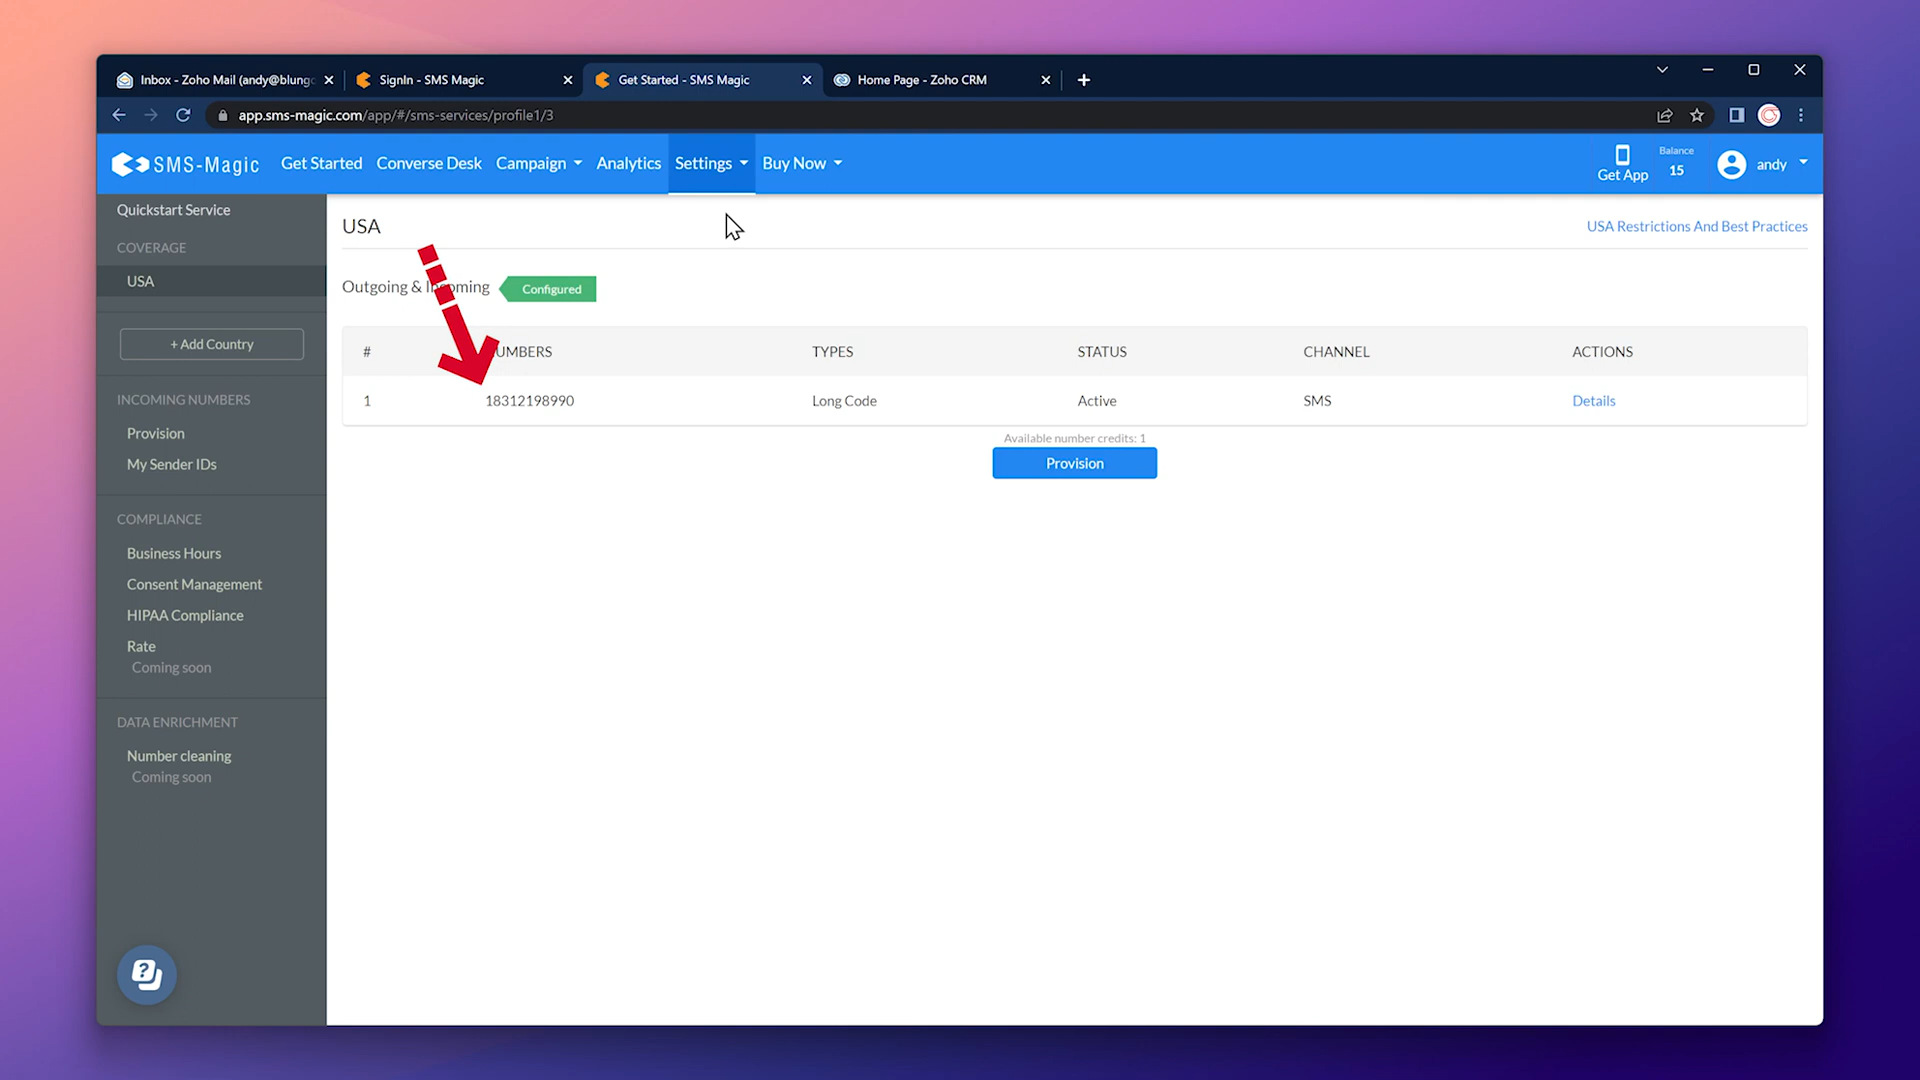 Inbox - Zoho Mail (andy@blungo
SignIn - SMS Magic
Get Started - SMS Magic
Home Page - Zoho CRM
app.sms-magic.com/app/#/sms-services/profile1/3
SMS-Magic
Get Started
Converse Desk
Campaign
Analytics
Settings
Buy Now
Get App
Balance
15
andy
Quickstart Service
COVERAGE
USA
+ Add Country
INCOMING NUMBERS
Provision
My Sender IDs
COMPLIANCE
Business Hours
Consent Management
HIPAA Compliance
Rate
Coming soon
DATA ENRICHMENT
Number cleaning
Coming soon
USA
USA Restrictions And Best Practices
Outgoing & Incoming
Configured
# NUMBERS TYPES STATUS CHANNEL ACTIONS
1 18312198990 Long Code Active SMS Details
Available number credits: 1
Provision